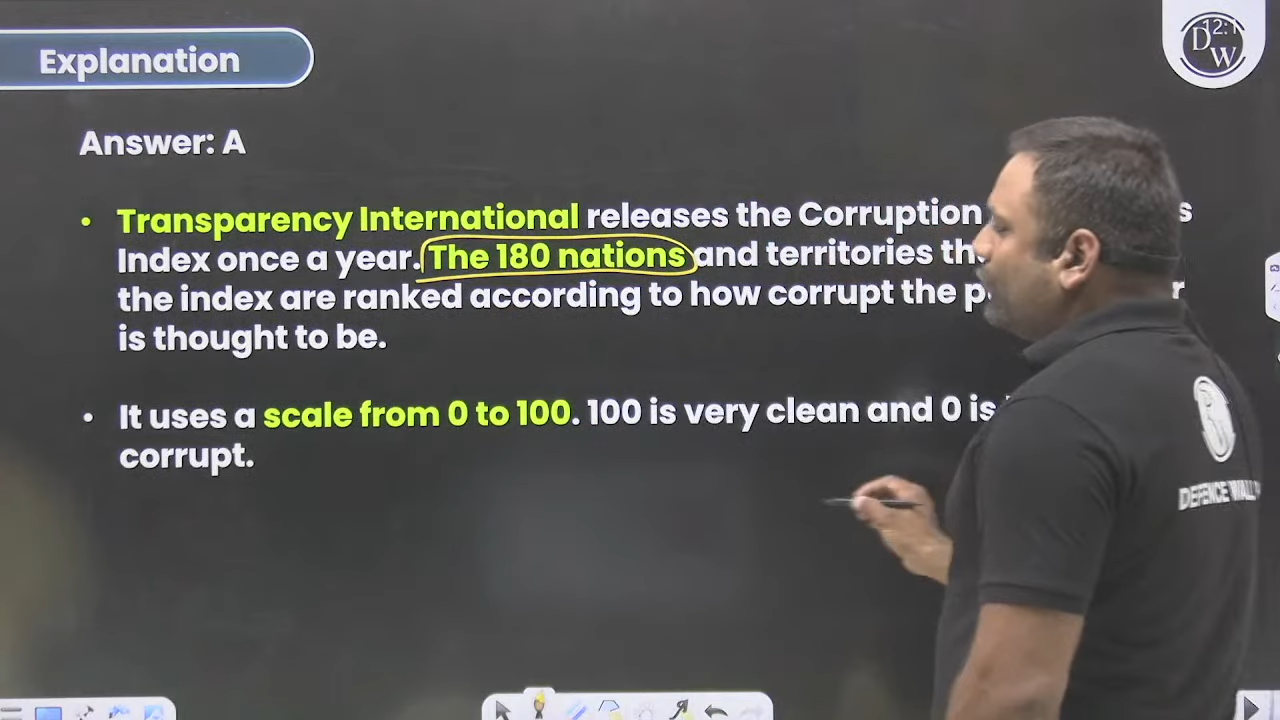 Explanation
12:1
D
W
Answer: A
• Transparency International releases the Corruption
Index once a year. The 180 nations and territories
the index are ranked according to how corrupt the
is thought to be.
• It uses a scale from 0 to 100. 100 is very clean and 0 is
corrupt.
DEFENCE